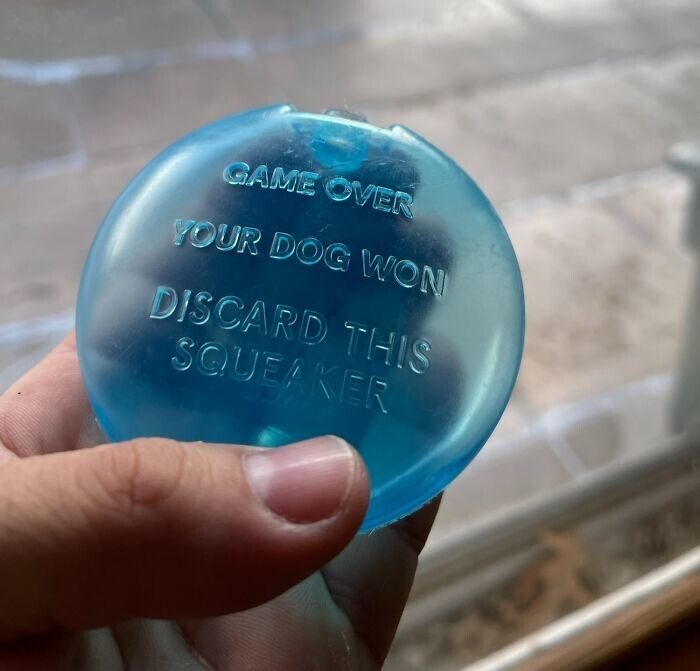 GAME OVER
YOUR DOG WON
DISCARD THIS
SQUEAKER